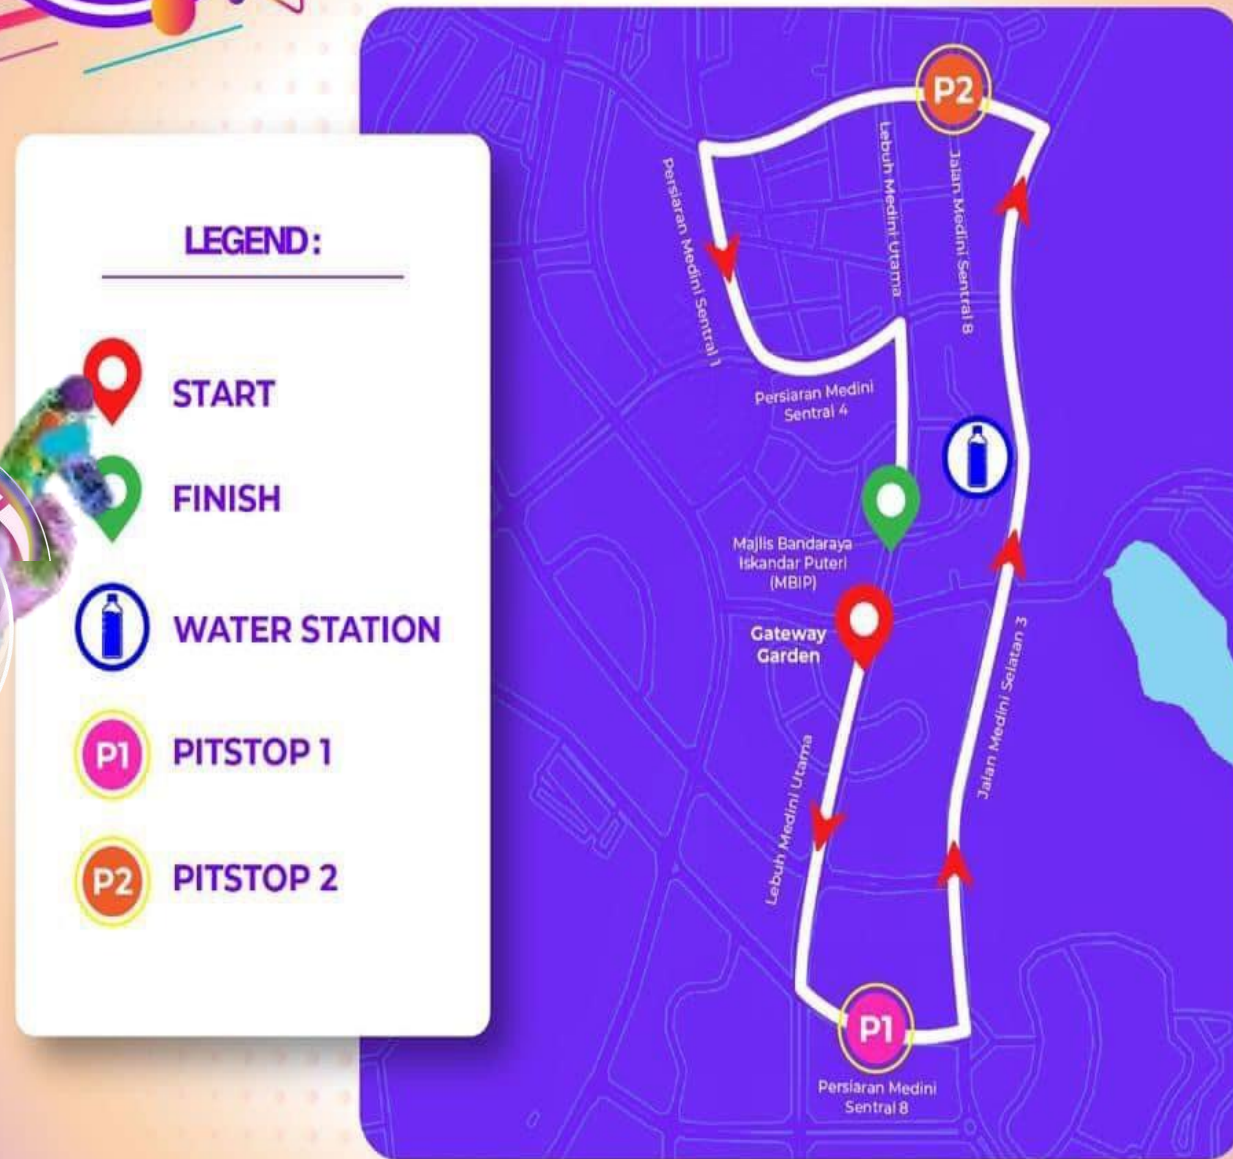 LEGEND:
START
FINISH
WATER STATION
P1
PITSTOP 1
P2
PITSTOP 2
P2
Persiaran Medini Sentral 1
Lebuh Medini Utama
Jalan Medini Sentral 8
Persiaran Medini
Sentral 4
Majlis Bandaraya
Iskandar Puteri
(MBIP)
Gateway
Garden
Lebuh Medini Utama
Jalan Medini Selatan 3
P1
Persiaran Medini
Sentral 8